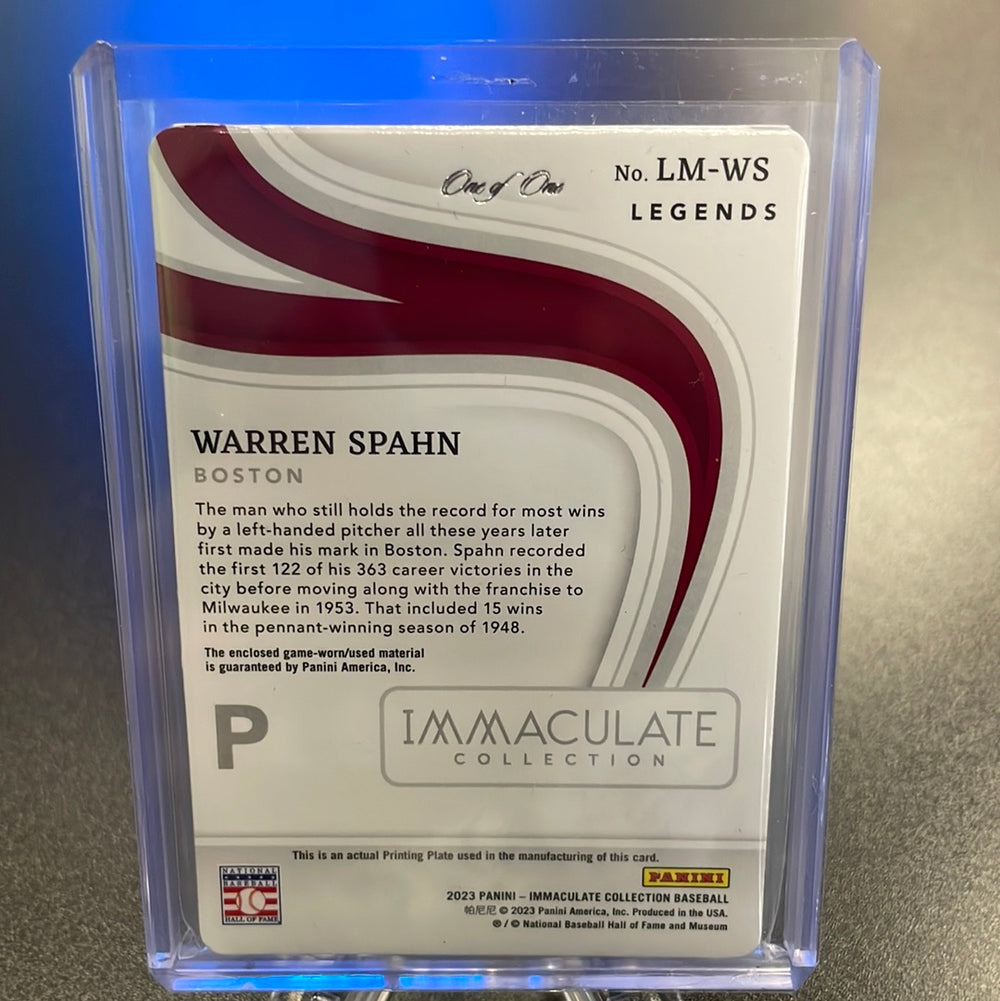 One of One
No. LM-WS
LEGENDS
WARREN SPAHN
BOSTON
The man who still holds the record for most wins
by a left-handed pitcher all these years later
first made his mark in Boston. Spahn recorded
the first 122 of his 363 career victories in the
city before moving along with the franchise to
Milwaukee in 1953. That included 15 wins
in the pennant-winning season of 1948.
The enclosed game-worn/used material
is guaranteed by Panini America, Inc.
P
IMMACULATE
COLLECTION
This is an actual Printing Plate used in the manufacturing of this card.
NATIONAL
BASEBALL
HALL OF FAME
PANINI
2023 PANINI – IMMACULATE COLLECTION BASEBALL
帕尼尼 © 2023 Panini America, Inc. Produced in the USA.
® / © National Baseball Hall of Fame and Museum